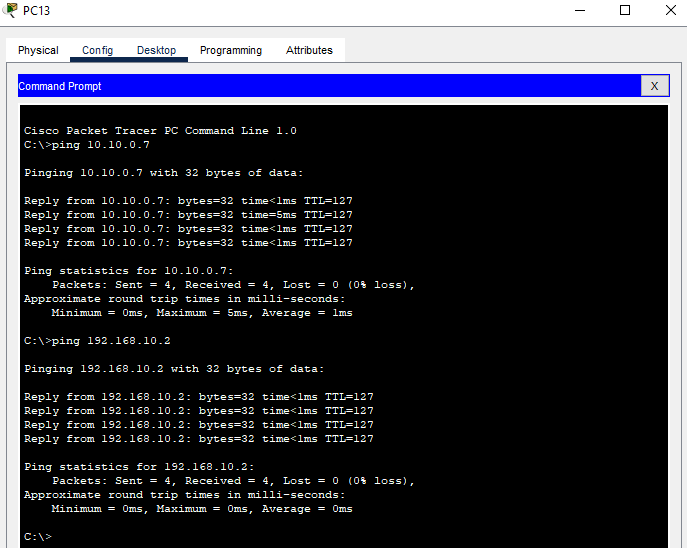 PC13
Physical Config Desktop Programming Attributes
Command Prompt
X
Cisco Packet Tracer PC Command Line 1.0
C:\>ping 10.10.0.7
Pinging 10.10.0.7 with 32 bytes of data:
Reply from 10.10.0.7: bytes=32 time<1ms TTL=127
Reply from 10.10.0.7: bytes=32 time=5ms TTL=127
Reply from 10.10.0.7: bytes=32 time<1ms TTL=127
Reply from 10.10.0.7: bytes=32 time<1ms TTL=127
Ping statistics for 10.10.0.7:
Packets: Sent = 4, Received = 4, Lost = 0 (0% loss),
Approximate round trip times in milli-seconds:
Minimum = 0ms, Maximum = 5ms, Average = 1ms
C:\>ping 192.168.10.2
Pinging 192.168.10.2 with 32 bytes of data:
Reply from 192.168.10.2: bytes=32 time<1ms TTL=127
Reply from 192.168.10.2: bytes=32 time<1ms TTL=127
Reply from 192.168.10.2: bytes=32 time<1ms TTL=127
Reply from 192.168.10.2: bytes=32 time<1ms TTL=127
Ping statistics for 192.168.10.2:
Packets: Sent = 4, Received = 4, Lost = 0 (0% loss),
Approximate round trip times in milli-seconds:
Minimum = 0ms, Maximum = 0ms, Average = 0ms
C:\>